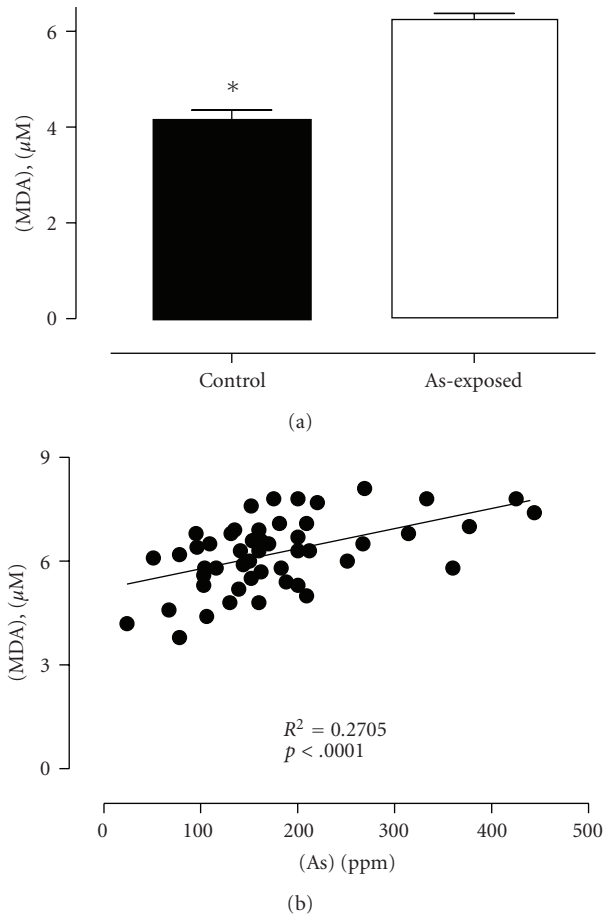 6
4
2
0
(MDA), (μM)
*
Control
As-exposed
(a)
9
6
3
0
(MDA), (μM)
R² = 0.2705
p < .0001
0 100 200 300 400 500
(As) (ppm)
(b)